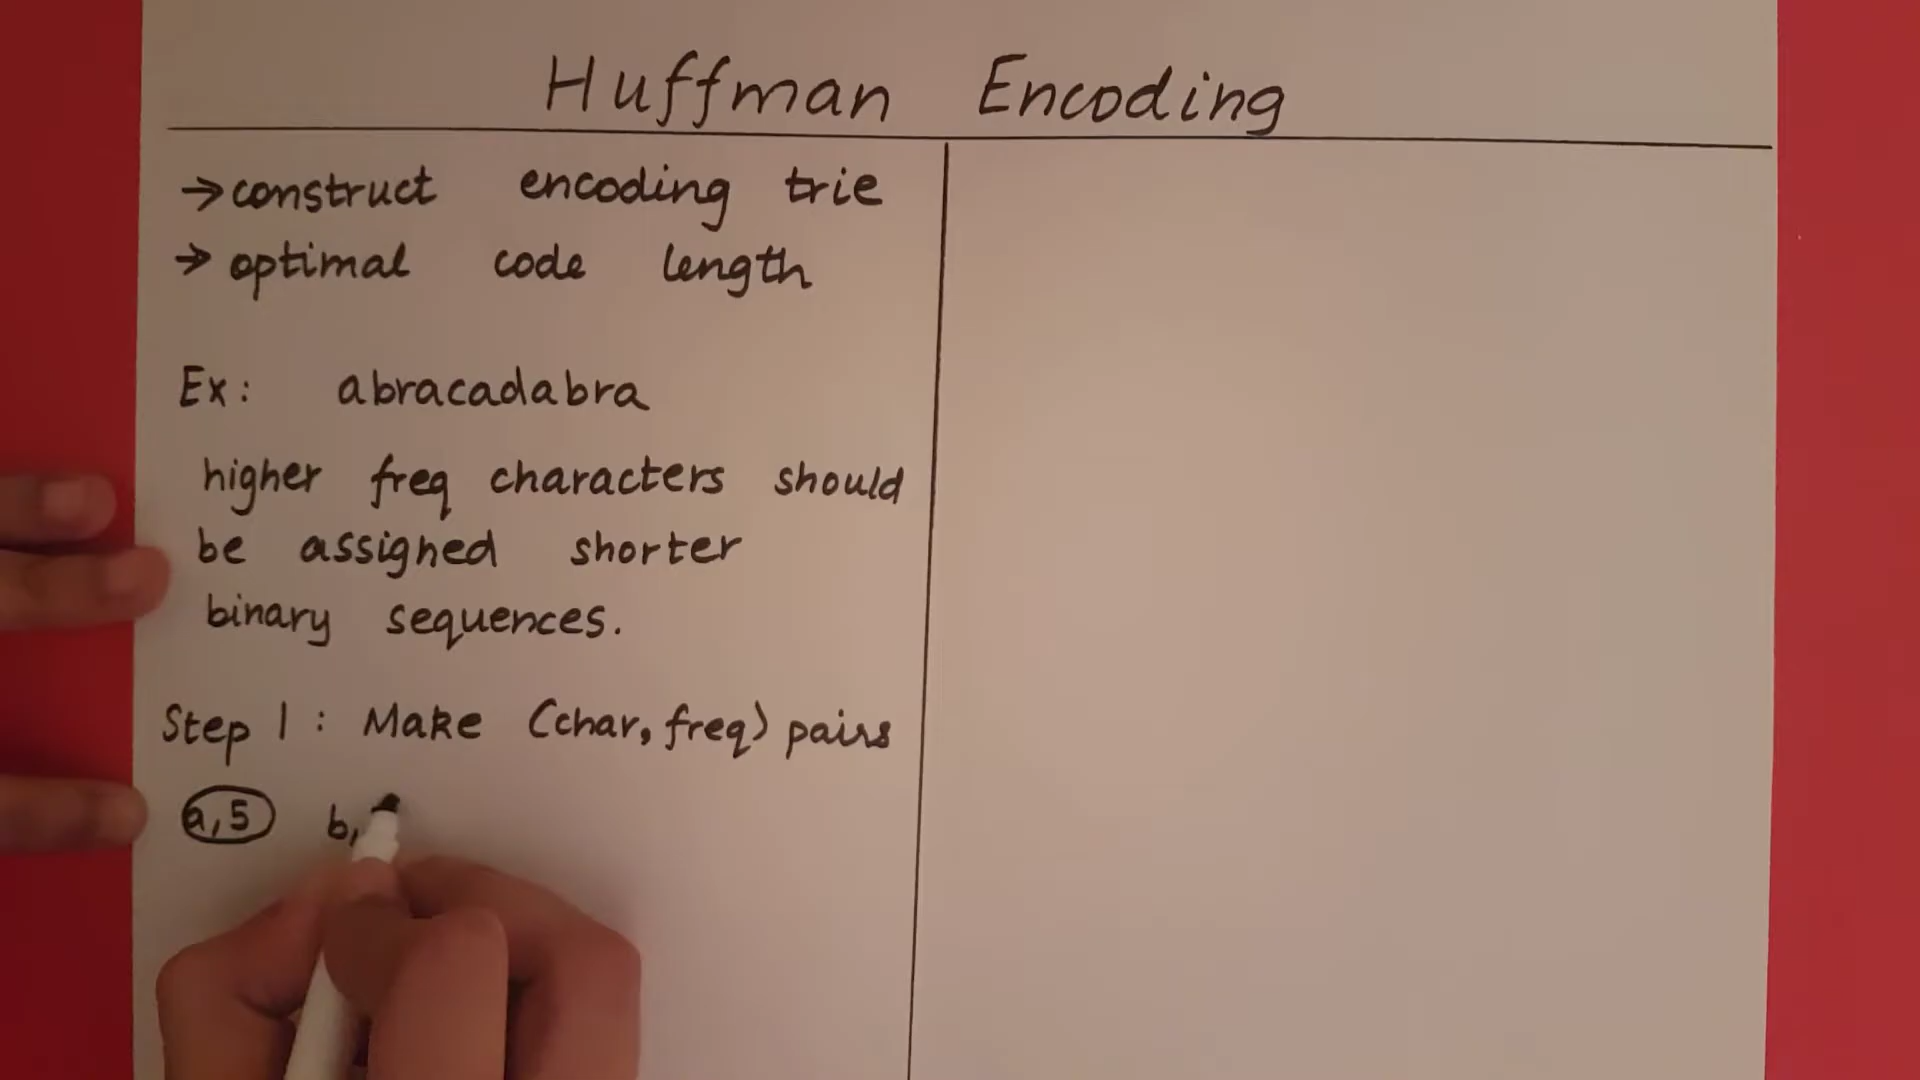 Huffman Encoding
→ construct encoding trie
→ optimal code length
Ex: abracadabra
higher freq characters should
be assigned shorter
binary sequences.
Step 1: Make (char, freq) pairs
a,5 b,